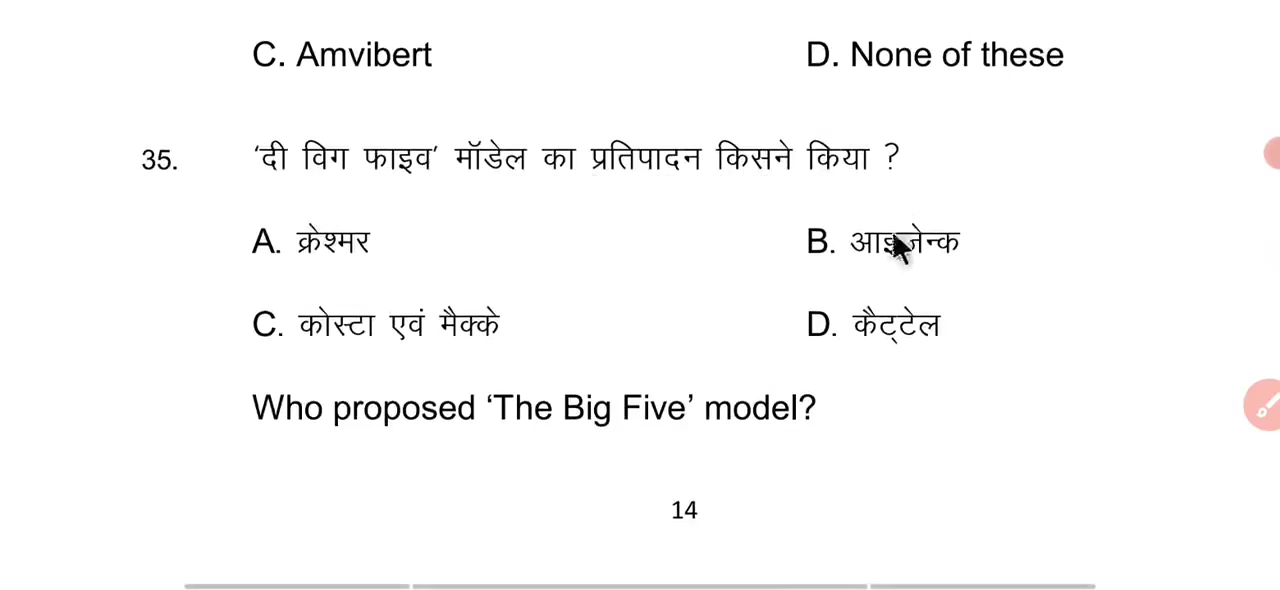 C. Amvibert D. None of these
35. ‘दी विग फाइव’ मॉडेल का प्रतिपादन किसने किया ?
A. क्रेश्मर B. आइजेन्क
C. कोस्टा एवं मैक्के D. कैट्टेल
Who proposed ‘The Big Five’ model?
14